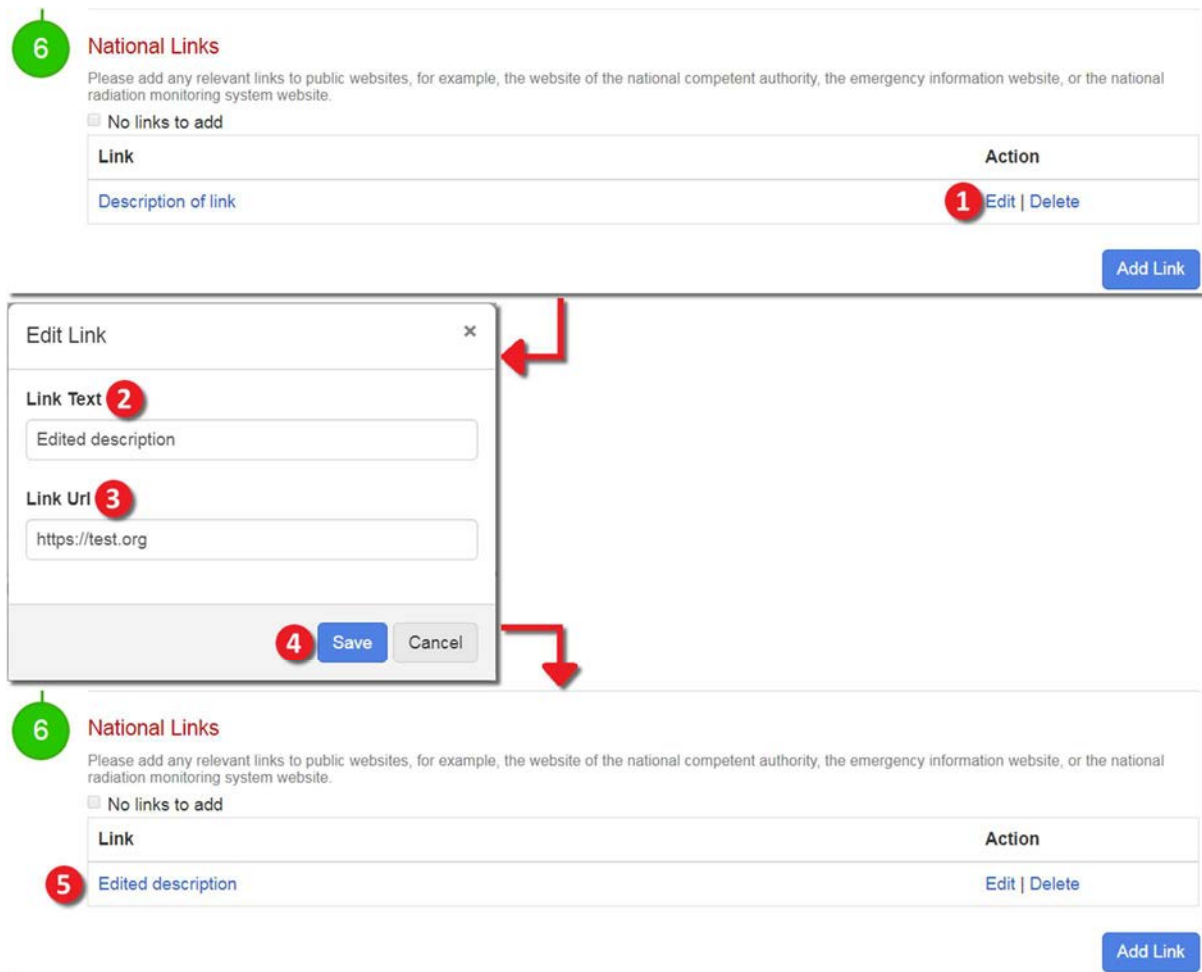 6
National Links
Please add any relevant links to public websites, for example, the website of the national competent authority, the emergency information website, or the national
radiation monitoring system website.
No links to add
Link Action
Description of link 1 Edit | Delete
Add Link
Edit Link ×
Link Text 2
Edited description
Link Url 3
https://test.org
4 Save Cancel
6
National Links
Please add any relevant links to public websites, for example, the website of the national competent authority, the emergency information website, or the national
radiation monitoring system website.
No links to add
Link Action
5 Edited description Edit | Delete
Add Link